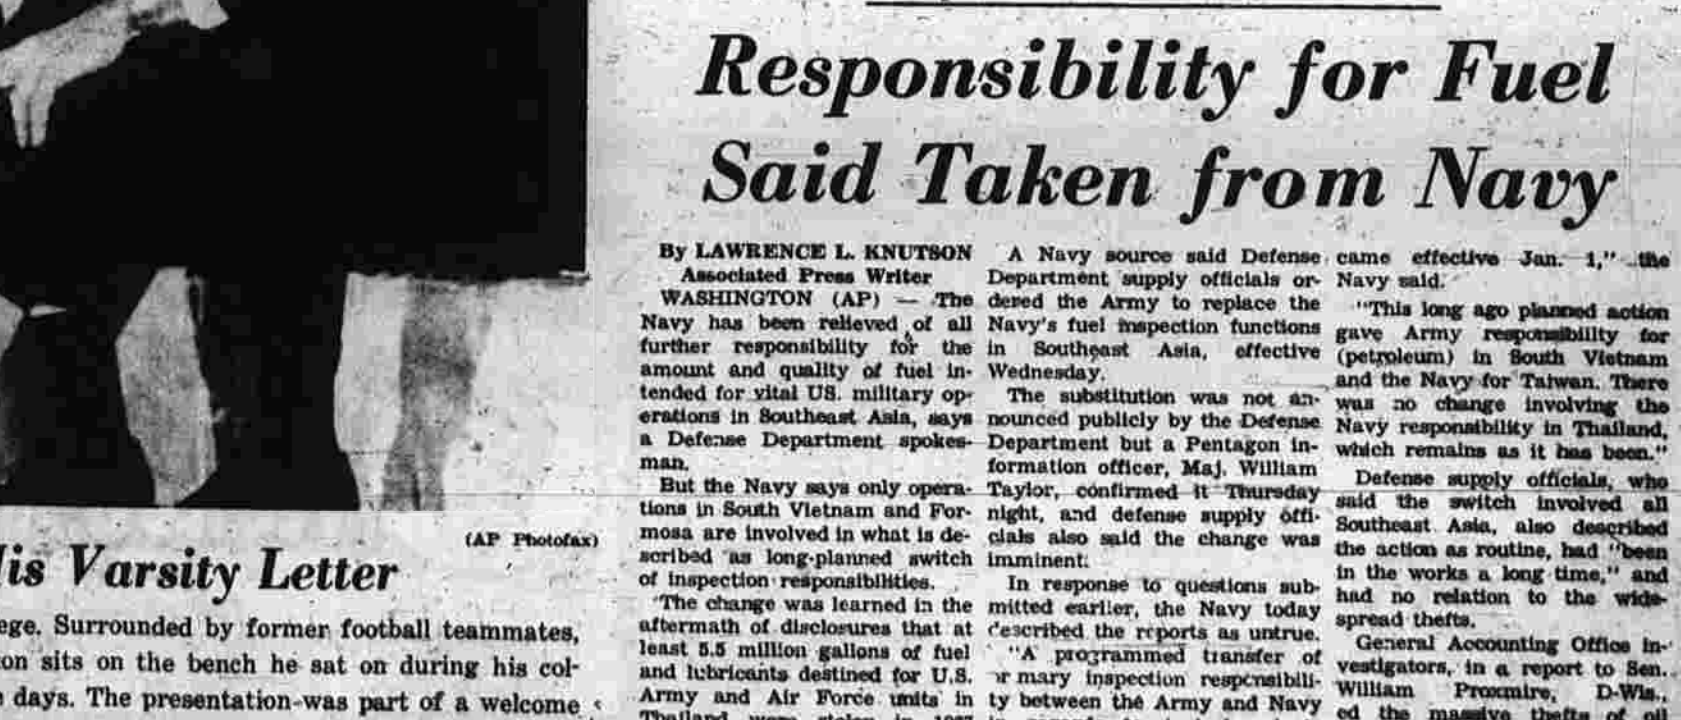 Responsibility for Fuel
Said Taken from Navy
By LAWRENCE L. KNUTSON
Associated Press Writer
WASHINGTON (AP) — The
Navy has been relieved of all
further responsibility for the
amount and quality of fuel in-
tended for vital US. military op-
erations in Southeast Asia, says
a Defense Department spokes-
man.
But the Navy says only opera-
tions in South Vietnam and For-
mosa are involved in what is de-
scribed as long-planned switch
of inspection responsibilities.
The change was learned in the
aftermath of disclosures that at
least 5.5 million gallons of fuel
and lubricants destined for U.S.
Army and Air Force units in
Thailand were stolen in 1967
A Navy source said Defense
Department supply officials or-
dered the Army to replace the
Navy's fuel inspection functions
in Southeast Asia, effective
Wednesday.
The substitution was not an-
nounced publicly by the Defense
Department but a Pentagon in-
formation officer, Maj. William
Taylor, confirmed it Thursday
night, and defense supply offi-
cials also said the change was
imminent.
In response to questions sub-
mitted earlier, the Navy today
described the reports as untrue.
"A programmed transfer of
mary inspection responsibili-
ty between the Army and Navy
came effective Jan. 1," the
Navy said.
"This long ago planned action
gave Army responsibility for
(petroleum) in South Vietnam
and the Navy for Taiwan. There
was no change involving the
Navy responsibility in Thailand,
which remains as it has been."
Defense supply officials, who
said the switch involved all
Southeast Asia, also described
the action as routine, had "been
in the works a long time," and
had no relation to the wide-
spread thefts.
General Accounting Office in-
vestigators, in a report to Sen.
William Proxmire, D-Wis.,
ed the massive thefts of oil
(AP Photofax)
is Varsity Letter
ege. Surrounded by former football teammates,
on sits on the bench he sat on during his col-
days. The presentation was part of a welcome